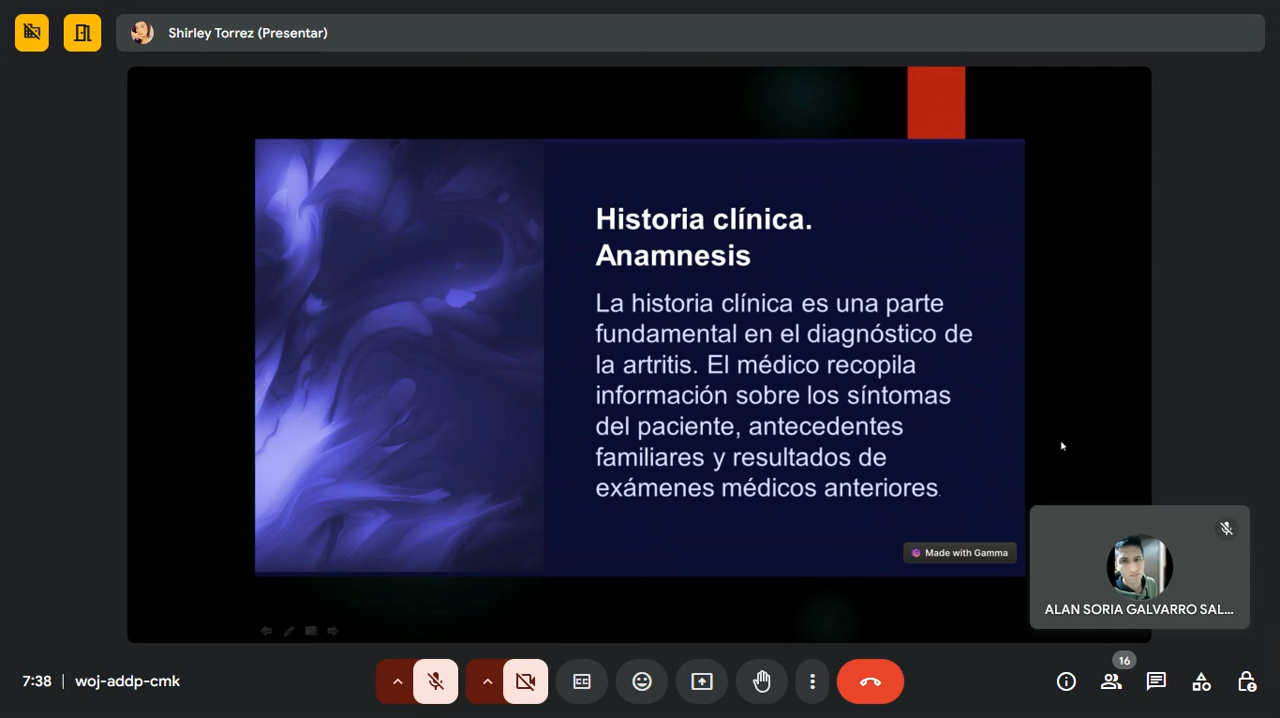 Shirley Torrez (Presentar)
Historia clínica.
Anamnesis
La historia clínica es una parte
fundamental en el diagnóstico de
la artritis. El médico recopila
información sobre los síntomas
del paciente, antecedentes
familiares y resultados de
exámenes médicos anteriores.
Made with Gamma
ALAN SORIA GALVARRO SAL...
7:38 | woj-addp-cmk
16